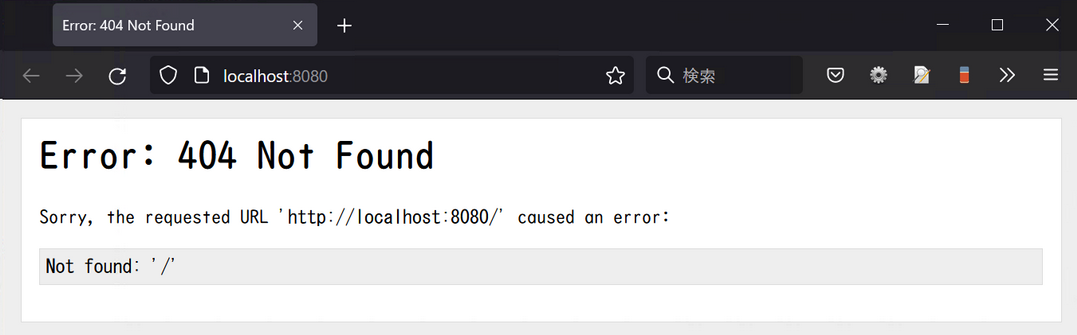 Error: 404 Not Found
localhost:8080
検索
Error: 404 Not Found
Sorry, the requested URL 'http://localhost:8080/' caused an error:
Not found: '/'